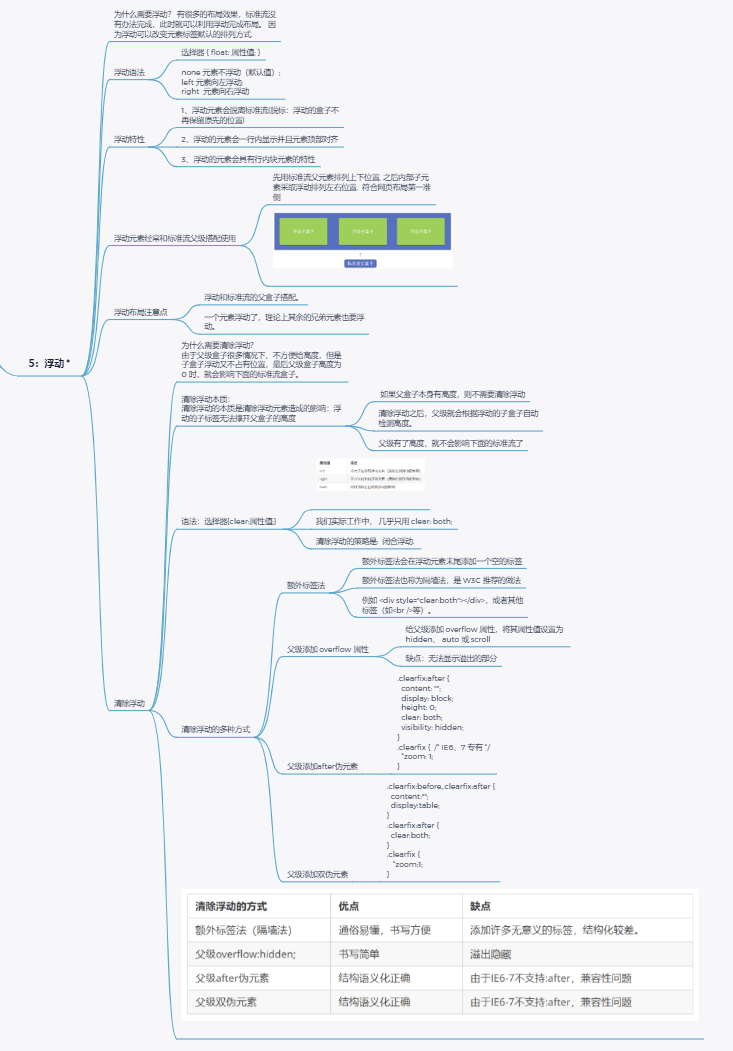 为什么需要浮动？ 有很多的布局效果，标准流没
有办法完成，此时就可以利用浮动完成布局。 因
为浮动可以改变元素标签默认的排列方式.
浮动语法
选择器 { float: 属性值; }
none 元素不浮动（默认值）;
left 元素向左浮动;
right 元素向右浮动
浮动特性
1、浮动元素会脱离标准流(脱标：浮动的盒子不
再保留原先的位置)
2、浮动的元素会一行内显示并且元素顶部对齐
3、浮动的元素会具有行内块元素的特性
浮动元素经常和标准流父级搭配使用
先用标准流父元素排列上下位置, 之后内部子元
素采取浮动排列左右位置. 符合网页布局第一准
侧
浮动子盒子
浮动子盒子
浮动子盒子
标准流父盒子
浮动布局注意点
浮动和标准流的父盒子搭配。
一个元素浮动了，理论上其余的兄弟元素也要浮
动。
5：浮动 *
清除浮动
为什么需要清除浮动？
由于父级盒子很多情况下，不方便给高度，但是
子盒子浮动又不占有位置，最后父级盒子高度为
0 时，就会影响下面的标准流盒子。
清除浮动本质:
清除浮动的本质是清除浮动元素造成的影响：浮
动的子标签无法撑开父盒子的高度
如果父盒子本身有高度，则不需要清除浮动
清除浮动之后，父级就会根据浮动的子盒子自动
检测高度。
父级有了高度，就不会影响下面的标准流了
语法：选择器{clear:属性值;}
属性值 描述
left
right
both
我们实际工作中， 几乎只用 clear: both;
清除浮动的策略是: 闭合浮动.
清除浮动的多种方式
额外标签法
额外标签法会在浮动元素末尾添加一个空的标签
额外标签法也称为隔墙法，是 W3C 推荐的做法
例如 <div style="clear:both"></div>，或者其他
标签（如<br />等）。
父级添加 overflow 属性
给父级添加 overflow 属性，将其属性值设置为
hidden、 auto 或 scroll
缺点：无法显示溢出的部分
父级添加after伪元素
.clearfix:after {
content: "";
display: block;
height: 0;
clear: both;
visibility: hidden;
}
.clearfix { /* IE6、7 专有 */
*zoom: 1;
}
父级添加双伪元素
.clearfix:before,.clearfix:after {
content:"";
display:table;
}
.clearfix:after {
clear:both;
}
.clearfix {
*zoom:1;
}
清除浮动的方式 优点 缺点
额外标签法（隔墙法） 通俗易懂，书写方便 添加许多无意义的标签，结构化较差。
父级overflow:hidden; 书写简单 溢出隐藏
父级after伪元素 结构语义化正确 由于IE6-7不支持:after，兼容性问题
父级双伪元素 结构语义化正确 由于IE6-7不支持:after，兼容性问题